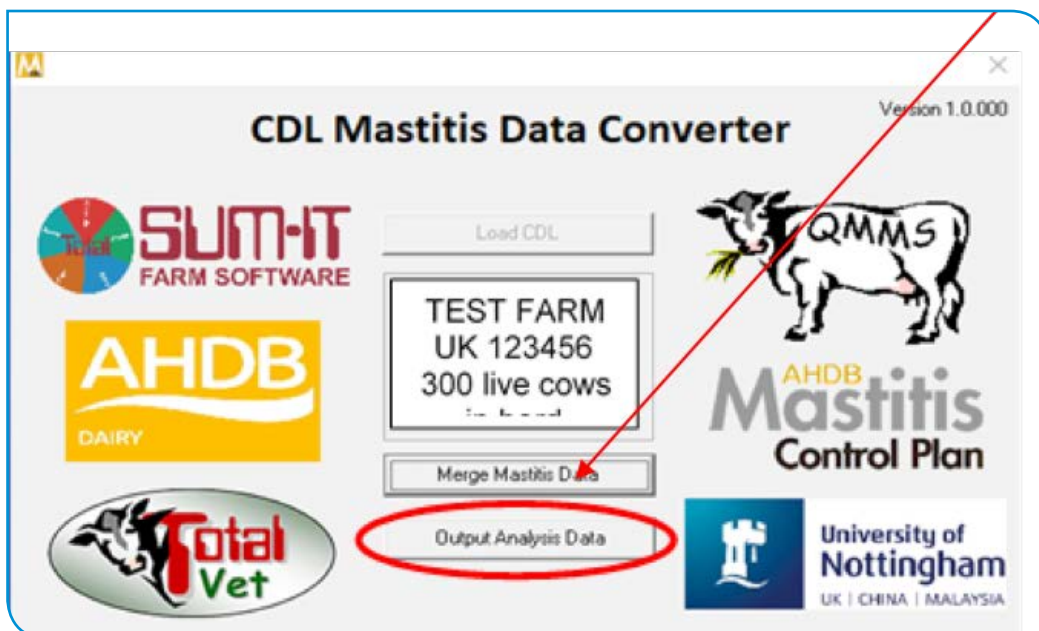 CDL Mastitis Data Converter
Version 1.0.000
Total
SUM-IT
FARM SOFTWARE
AHDB
DAIRY
Total
Vet
Load CDL
TEST FARM
UK 123456
300 live cows
Merge Mastitis Data
Output Analysis Data
QMMS
AHDB
Mastitis
Control Plan
University of
Nottingham
UK | CHINA | MALAYSIA